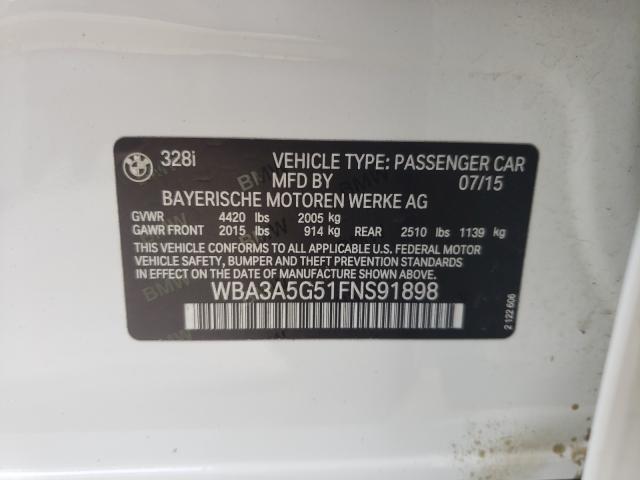 328i VEHICLE TYPE: PASSENGER CAR
MFD BY 07/15
BAYERISCHE MOTOREN WERKE AG
GVWR 4420 lbs 2005 kg
GAWR FRONT 2015 lbs 914 kg REAR 2510 lbs 1139 kg
THIS VEHICLE CONFORMS TO ALL APPLICABLE U.S. FEDERAL MOTOR
VEHICLE SAFETY, BUMPER AND THEFT PREVENTION STANDARDS
IN EFFECT ON THE DATE OF MANUFACTURE SHOWN ABOVE.
WBA3A5G51FNS91898
2 122 606